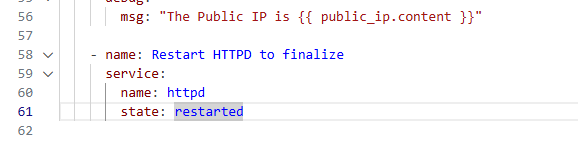 56 msg: "The Public IP is {{ public_ip.content }}"
57
58 - name: Restart HTTPD to finalize
59 service:
60 name: httpd
61 state: restarted
62